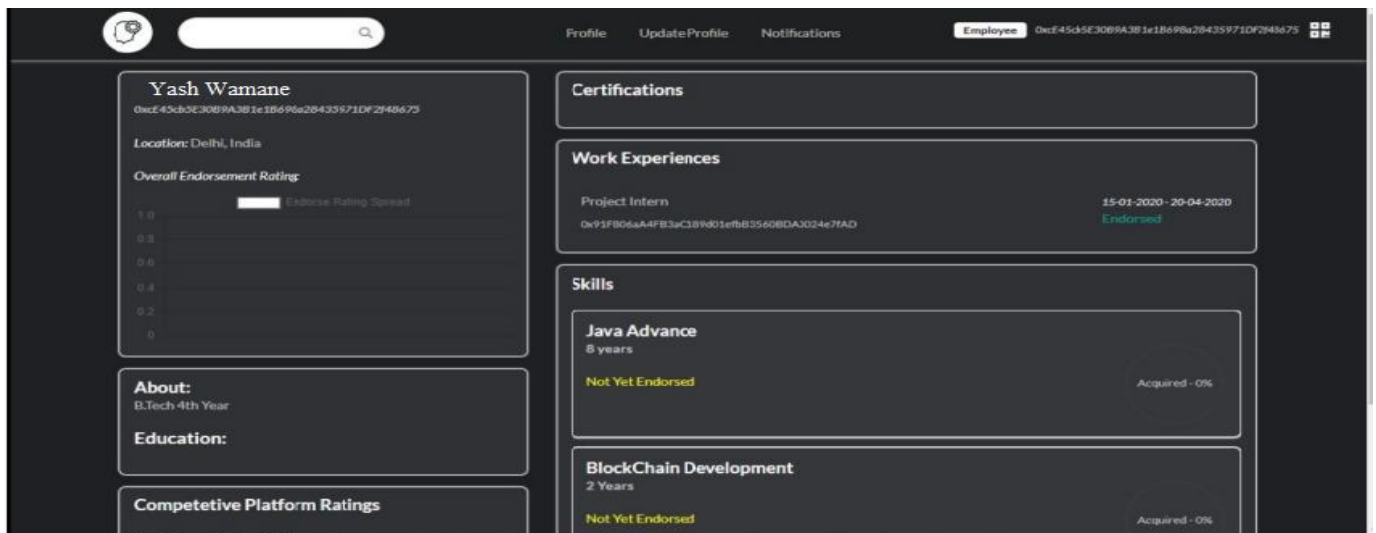 Profile UpdateProfile Notifications Employee
Yash Wamane
Location: Delhi, India
Overall Endorsement Rating:
Endorse Rating Spread
1.0
0.8
0.6
0.4
0.2
0
About:
B.Tech 4th Year
Education:
Competetive Platform Ratings
Certifications
Work Experiences
Project Intern 15-01-2020 - 20-04-2020
Endorsed
Skills
Java Advance
8 years
Not Yet Endorsed Acquired - 0%
BlockChain Development
2 Years
Not Yet Endorsed Acquired - 0%